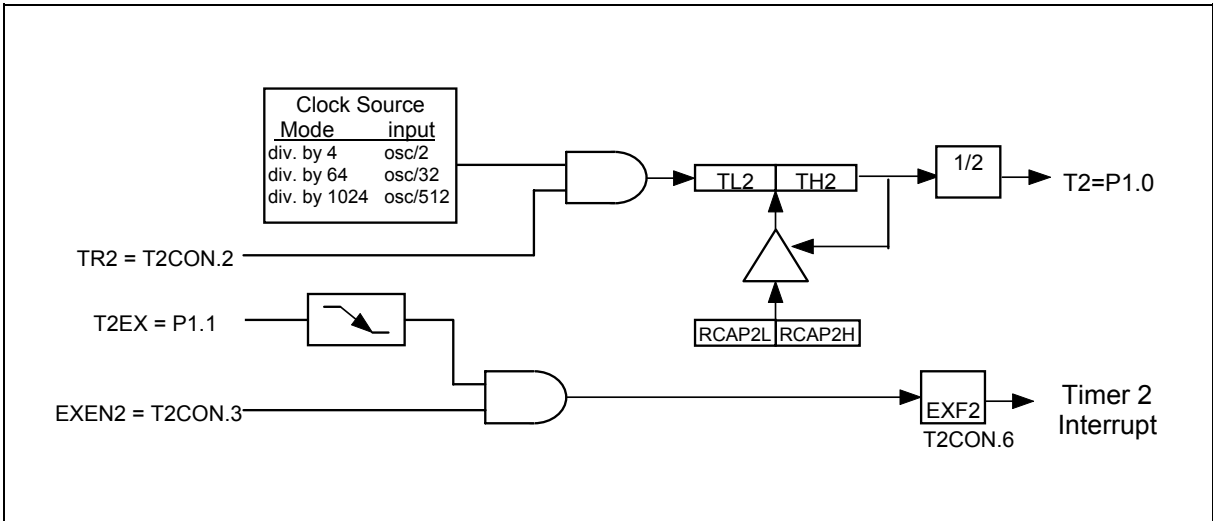 Clock Source
Mode input
div. by 4 osc/2
div. by 64 osc/32
div. by 1024 osc/512
TR2 = T2CON.2
TL2 TH2
1/2
T2=P1.0
T2EX = P1.1
RCAP2L RCAP2H
EXEN2 = T2CON.3
EXF2
T2CON.6
Timer 2
Interrupt